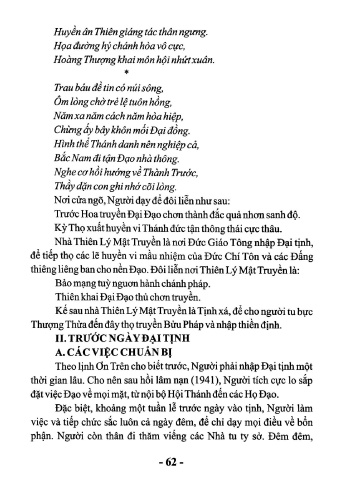 Huyền ân Thiên giáng tác thân ngưng.
Họa đường hý chánh hòa vô cực,
Hoàng Thượng khai môn hội nhứt xuân.
*
Trau báu để tin có núi sông,
Ôm lòng chờ trẻ lệ tuôn hồng,
Năm xa năm cách năm hòa hiệp,
Chừng ấy bây khôn mối Đại đồng.
Hình thể Thánh danh nên nghiệp cả,
Bắc Nam đi tận Đạo nhà thông.
Nghe cơ hồi hướng về Thành Trước,
Thầy dặn con ghi nhớ cõi lòng.
Nơi cửa ngõ, Người dạy để đôi liễn như sau:
Trước Hoa truyền Đại Đạo chơn thành đắc quả nhơn sanh độ.
Kỳ Thọ xuất huyền vi Thánh đức tận thông thái cực thâu.
Nhà Thiên Lý Mật Truyền là nơi Đức Giáo Tông nhập Đại tịnh,
để tiếp thọ các lẽ huyền vi mầu nhiệm của Đức Chí Tôn và các Đấng
thiêng liêng ban cho nền Đạo. Đôi liễn nơi Thiên Lý Mật Truyền là:
Bảo mạng tuỳ ngươn hành chánh pháp.
Thiên khai Đại Đạo thủ chơn truyền.
Kế sau nhà Thiên Lý Mật Truyền là Tịnh xá, để cho người tu bực
Thượng Thừa đến đây thọ truyền Bửu Pháp và nhập thiền định.
II. TRƯỚC NGÀY ĐẠI TỊNH
A. CÁC VIỆC CHUẨN BỊ
Theo lịnh Ơn Trên cho biết trước, Người phải nhập Đại tịnh một
thời gian lâu. Cho nên sau hồi lâm nạn (1941), Người tích cực lo sắp
đặt việc Đạo về mọi mặt, từ nội bộ Hội Thánh đến các Họ Đạo.
Đặc biệt, khoảng một tuần lễ trước ngày vào tịnh, Người làm
việc và tiếp chức sắc luôn cả ngày đêm, để chỉ dạy mọi điều về bổn
phận. Người còn thân đi thăm viếng các Nhà tu ty sở. Đêm đêm,
- 62 -